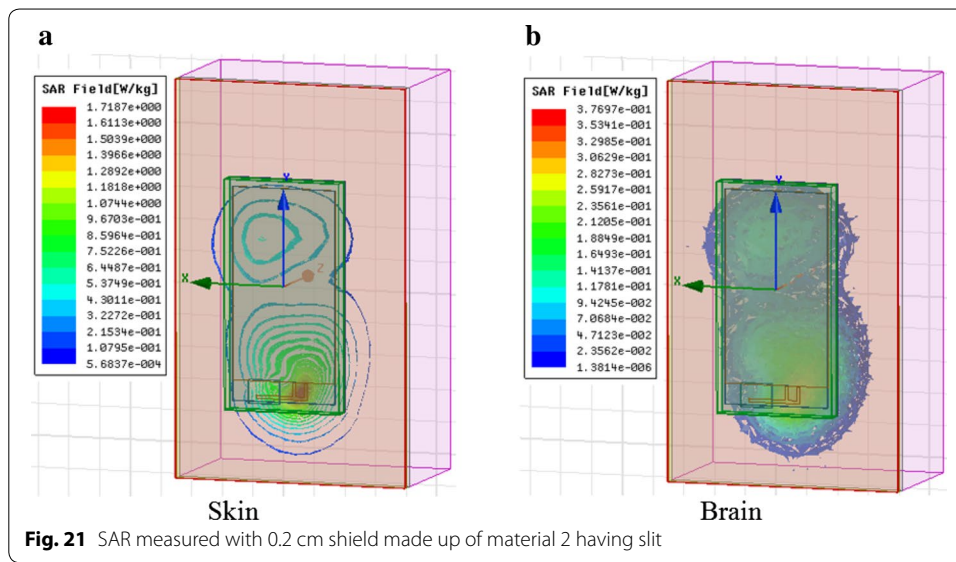 a
SAR Field[W/kg]
1.7187e+000
1.6113e+000
1.5039e+000
1.3966e+000
1.2892e+000
1.1818e+000
1.0744e+000
9.6703e-001
8.5964e-001
7.5226e-001
6.4487e-001
5.3749e-001
4.3011e-001
3.2272e-001
2.1534e-001
1.0795e-001
5.6837e-004
Y
X
Z
Skin
b
SAR Field[W/kg]
3.7697e-001
3.5341e-001
3.2985e-001
3.0629e-001
2.8273e-001
2.5917e-001
2.3561e-001
2.1205e-001
1.8849e-001
1.6493e-001
1.4137e-001
1.1781e-001
9.4245e-002
7.0684e-002
4.7123e-002
2.3562e-002
1.3814e-006
Y
X
Brain
Fig. 21 SAR measured with 0.2 cm shield made up of material 2 having slit